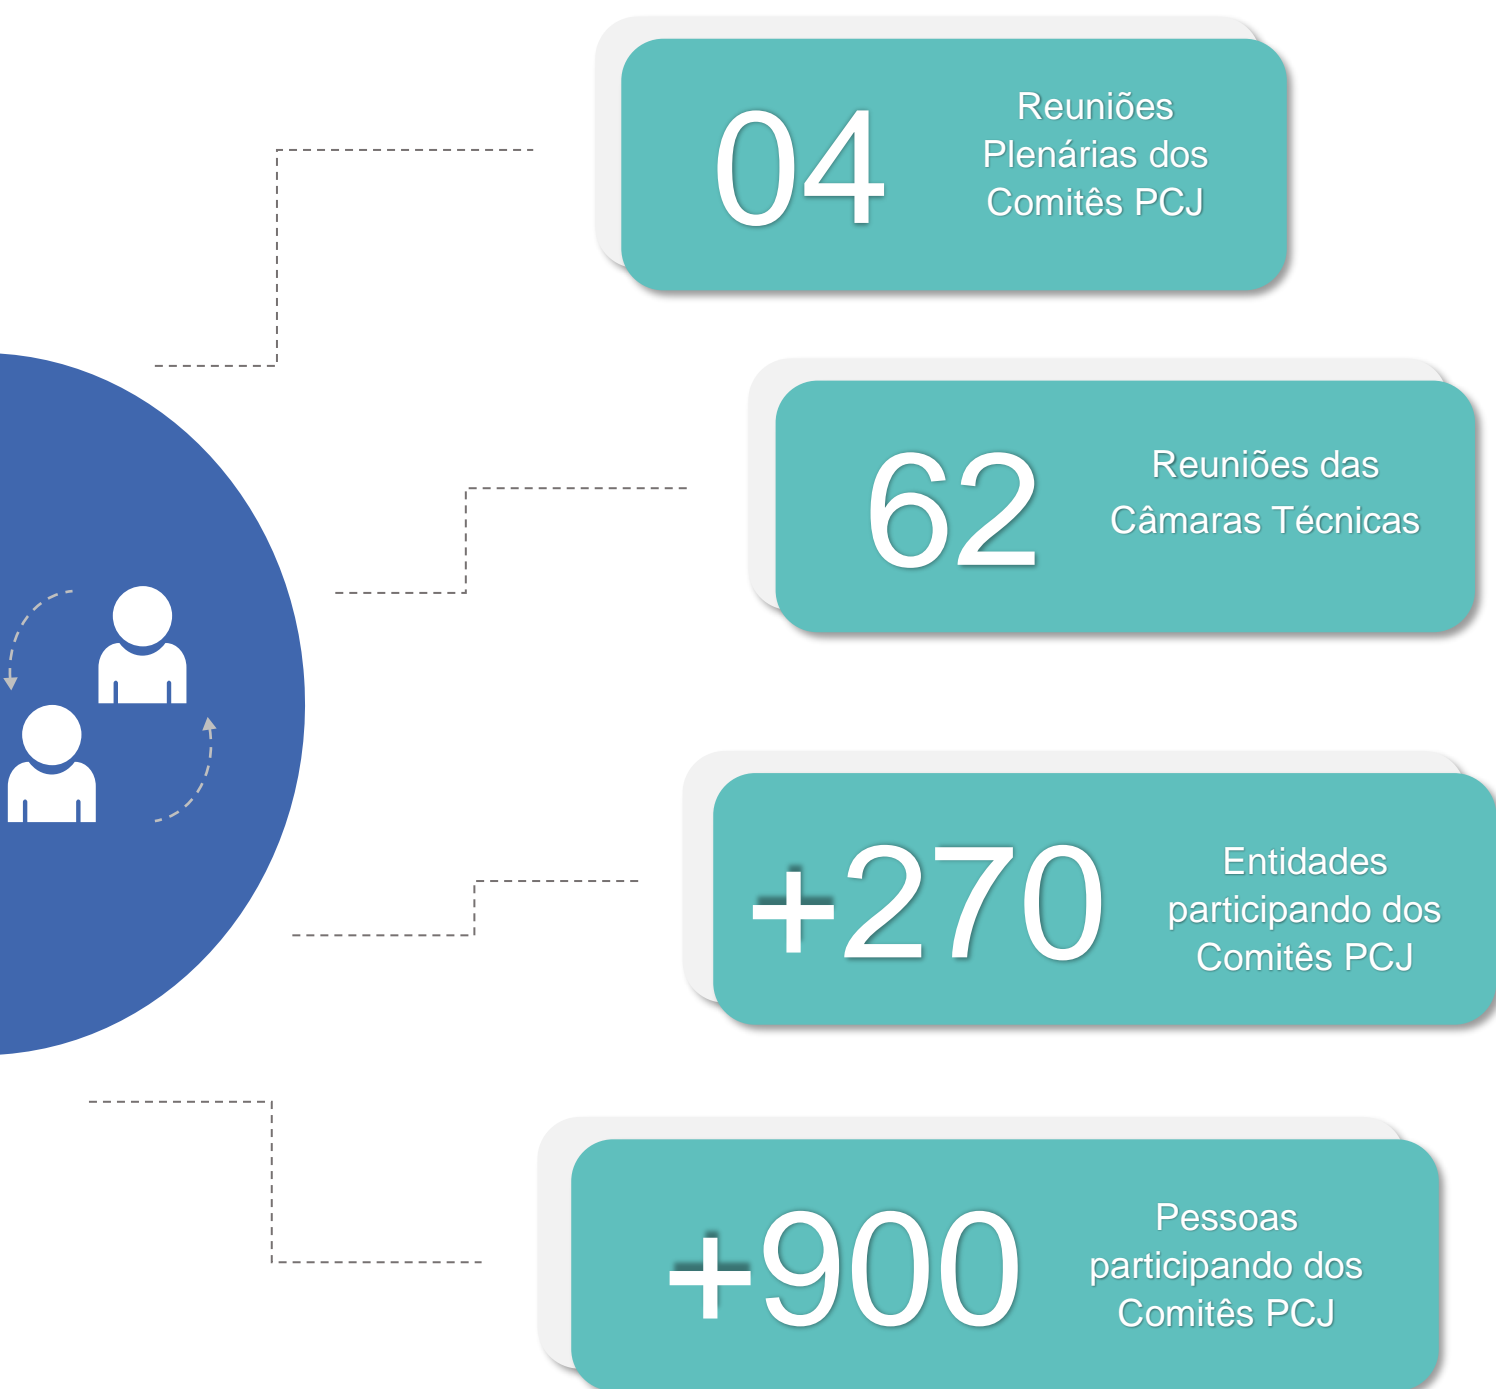 04
Reuniões
Plenárias dos
Comitês PCJ
62
Reuniões das
Câmaras Técnicas
+270
Entidades
participando dos
Comitês PCJ
+900
Pessoas
participando dos
Comitês PCJ